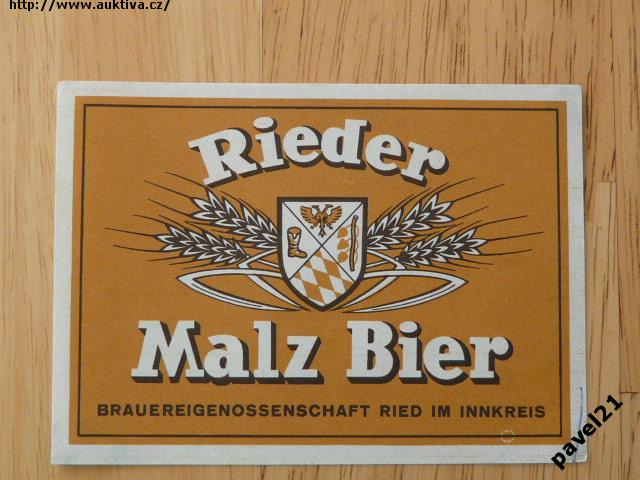 http://www.auktiva.cz/
Rieder
Malz Bier
BRAUEREIGENOSSENSCHAFT RIED IM INNKREIS
pavel21